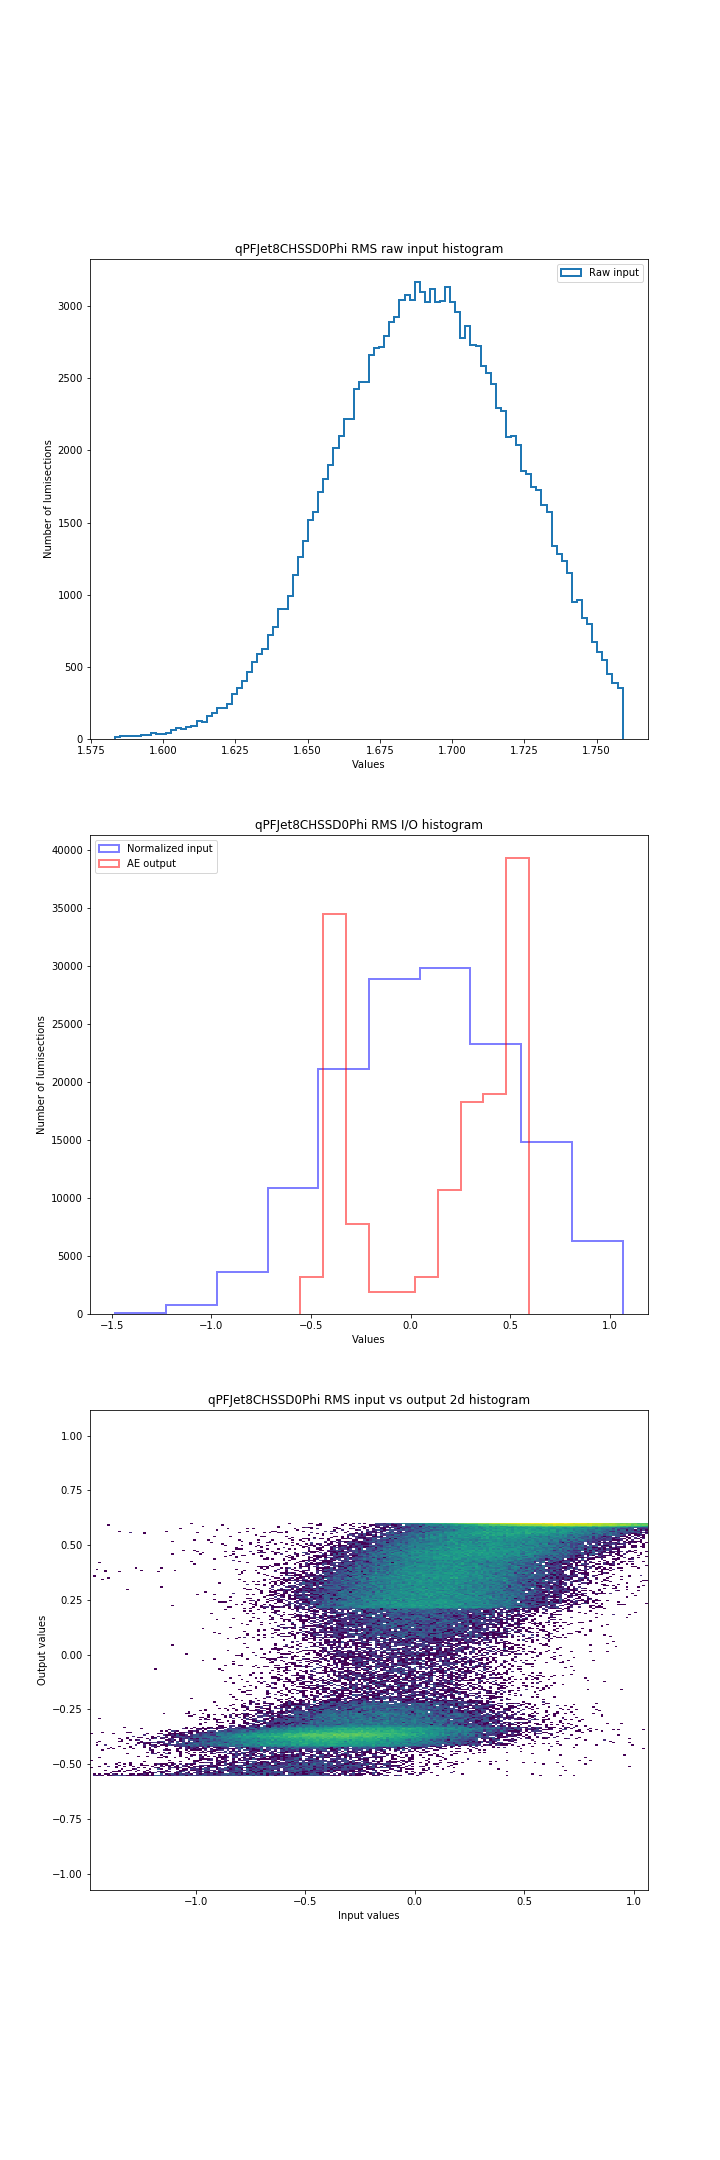 qPFJet8CHSSD0Phi RMS raw input histogram
Raw input
3000
2500
2000
1500
1000
500
0
Number of lumisections
1.575 1.600 1.625 1.650 1.675 1.700 1.725 1.750
Values
qPFJet8CHSSD0Phi RMS I/O histogram
Normalized input
AE output
40000
35000
30000
25000
20000
15000
10000
5000
0
Number of lumisections
−1.5 −1.0 −0.5 0.0 0.5 1.0
Values
qPFJet8CHSSD0Phi RMS input vs output 2d histogram
1.00
0.75
0.50
0.25
0.00
−0.25
−0.50
−0.75
−1.00
Output values
−1.0 −0.5 0.0 0.5 1.0
Input values